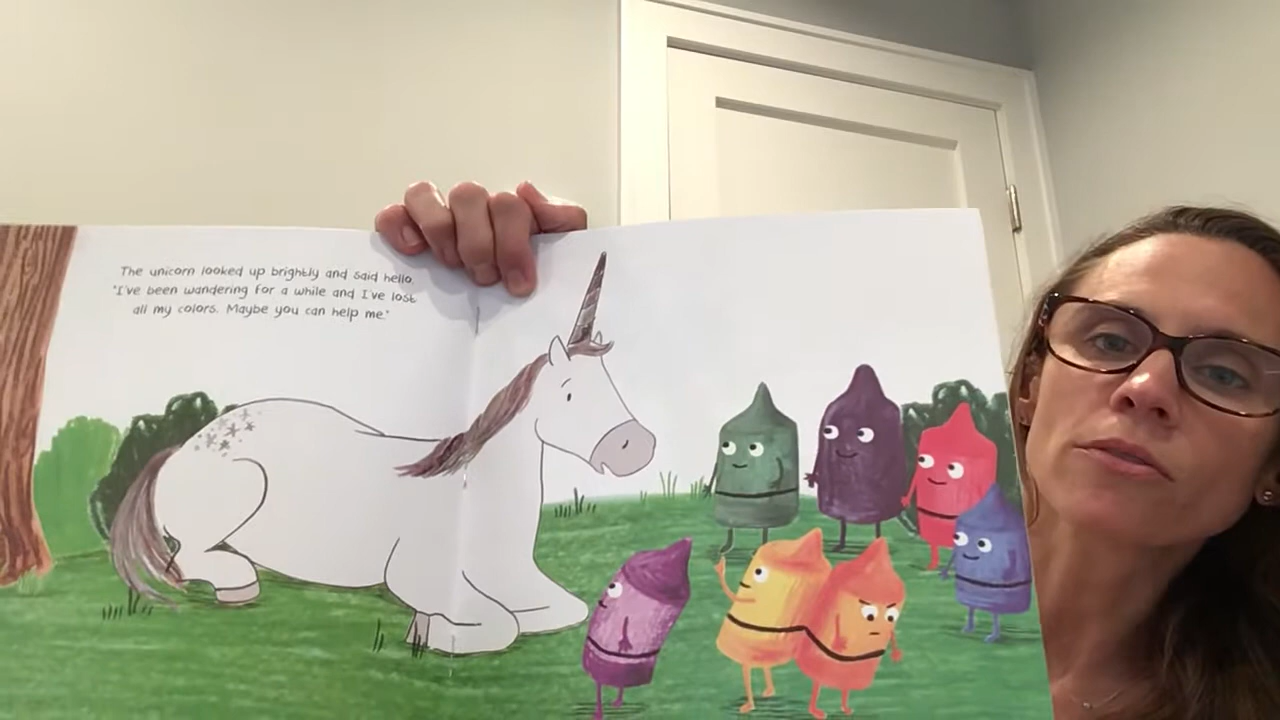 The unicorn looked up brightly and said hello.
"I've been wandering for a while and I've lost
all my colors. Maybe you can help me."